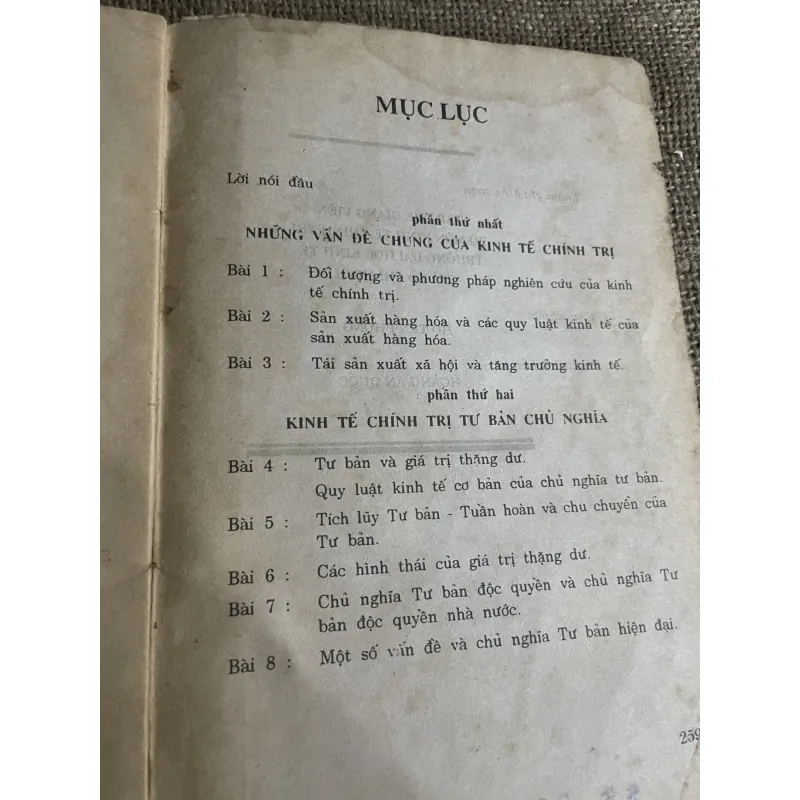 MỤC LỤC
Lời nói đầu
phần thứ nhất
NHỮNG VẤN ĐỀ CHUNG CỦA KINH TẾ CHÍNH TRỊ
Bài 1 : Đối tượng và phương pháp nghiên cứu của kinh
tế chính trị.
Bài 2 : Sản xuất hàng hóa và các quy luật kinh tế của
sản xuất hàng hóa.
Bài 3 : Tái sản xuất xã hội và tăng trưởng kinh tế.
phần thứ hai
KINH TẾ CHÍNH TRỊ TƯ BẢN CHỦ NGHĨA
Bài 4 : Tư bản và giá trị thặng dư.
Quy luật kinh tế cơ bản của chủ nghĩa tư bản.
Bài 5 : Tích lũy Tư bản - Tuần hoàn và chu chuyển của
Tư bản.
Bài 6 : Các hình thái của giá trị thặng dư.
Bài 7 : Chủ nghĩa Tư bản độc quyền và chủ nghĩa Tư
bản độc quyền nhà nước.
Bài 8 : Một số vấn đề và chủ nghĩa Tư bản hiện đại.
259